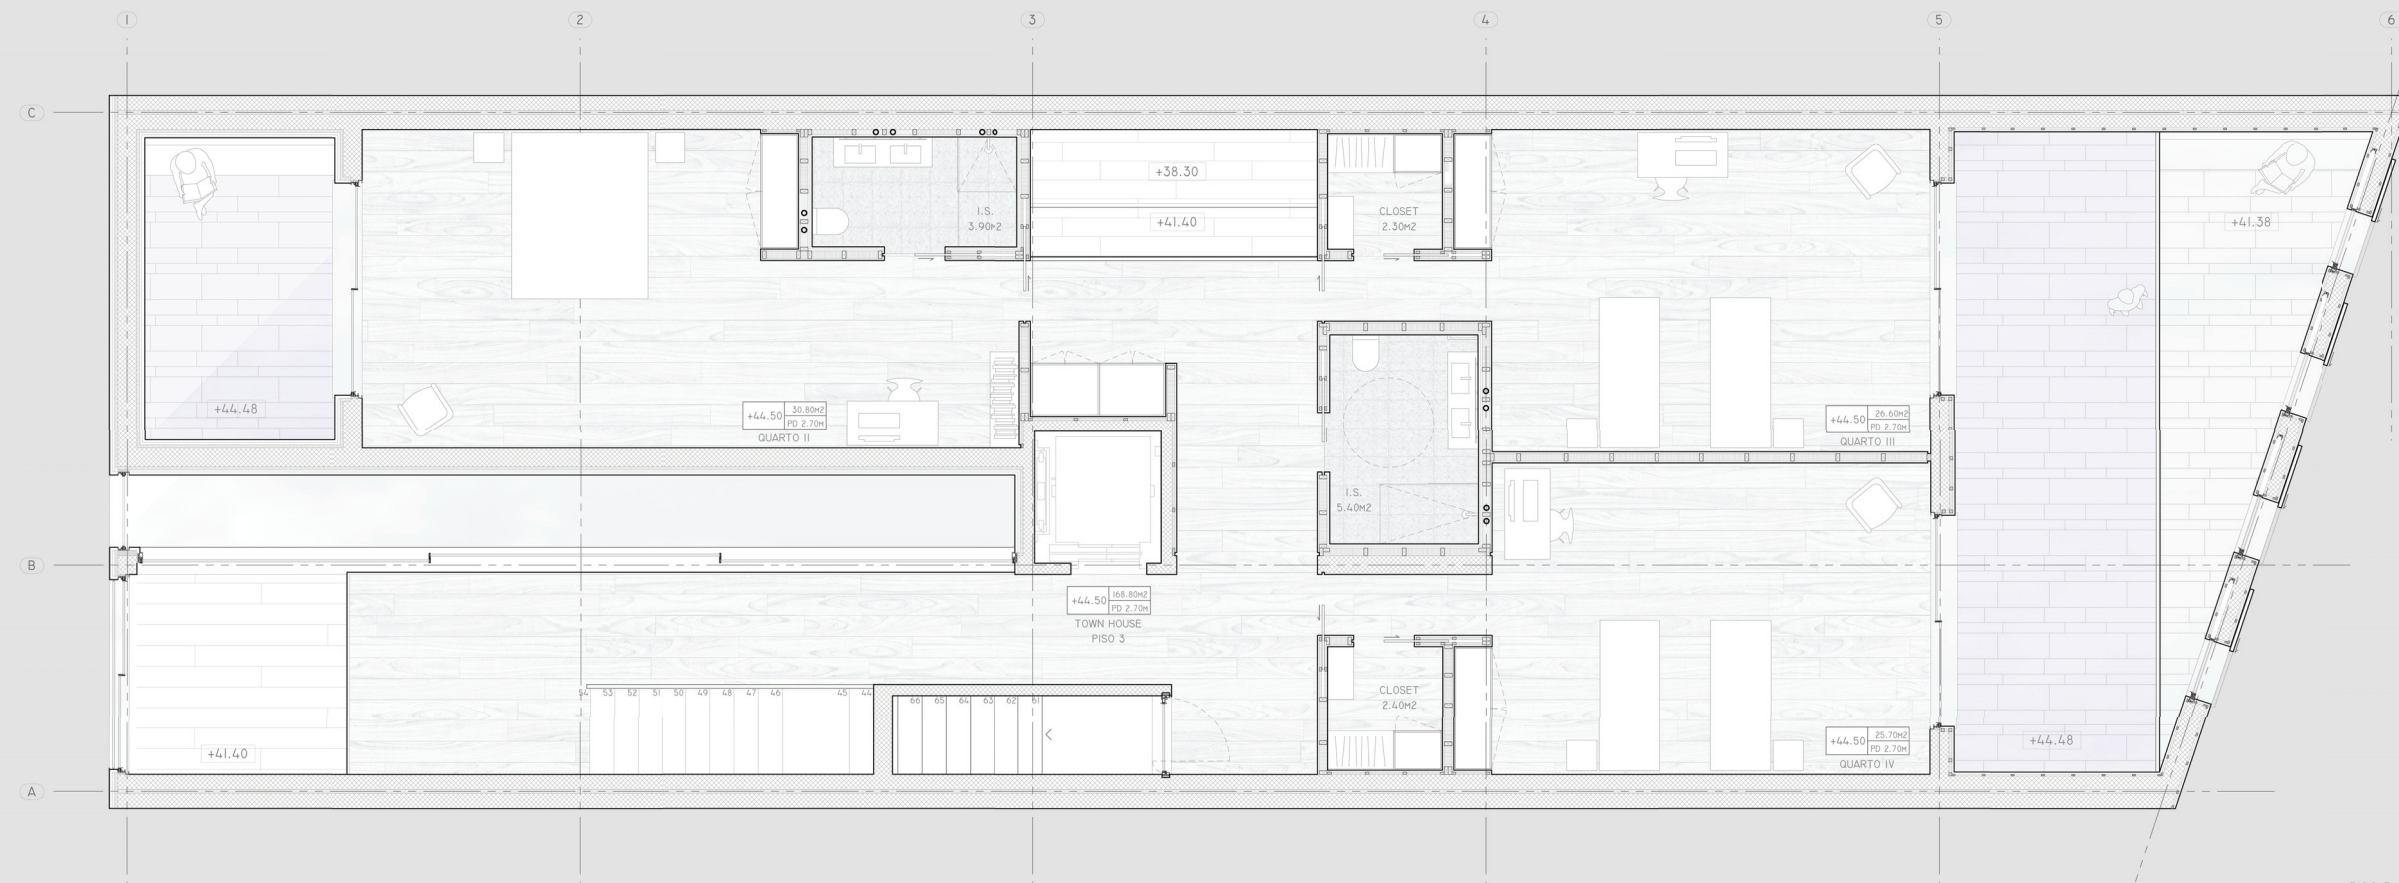 1
2
3
4
5
6
C
+38.30
I.S.
3.90M2
CLOSET
2.30M2
+41.40
+41.38
+44.48
+44.50
30.80M2
PD 2.70M
QUARTO II
+44.50
26.60M2
PD 2.70M
QUARTO III
I.S.
5.40M2
B
+44.50
168.80M2
PD 2.70M
TOWN HOUSE
PISO 3
54
53
52
51
50
49
48
47
46
45
44
66
65
64
63
62
61
CLOSET
2.40M2
+41.40
+44.50
25.70M2
PD 2.70M
QUARTO IV
+44.48
A